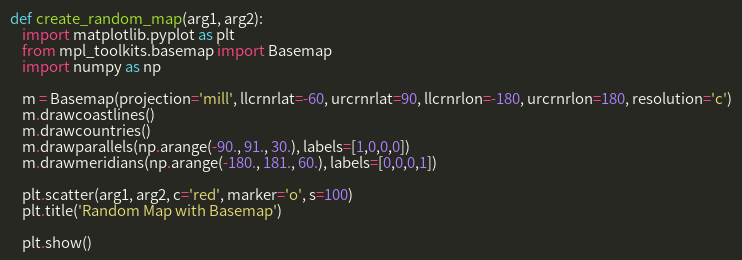 def create_random_map(arg1, arg2):
    import matplotlib.pyplot as plt
    from mpl_toolkits.basemap import Basemap
    import numpy as np

    m = Basemap(projection='mill', llcrnrlat=-60, urcrnrlat=90, llcrnrlon=-180, urcrnrlon=180, resolution='c')
    m.drawcoastlines()
    m.drawcountries()
    m.drawparallels(np.arange(-90., 91., 30.), labels=[1,0,0,0])
    m.drawmeridians(np.arange(-180., 181., 60.), labels=[0,0,0,1])

    plt.scatter(arg1, arg2, c='red', marker='o', s=100)
    plt.title('Random Map with Basemap')

    plt.show()